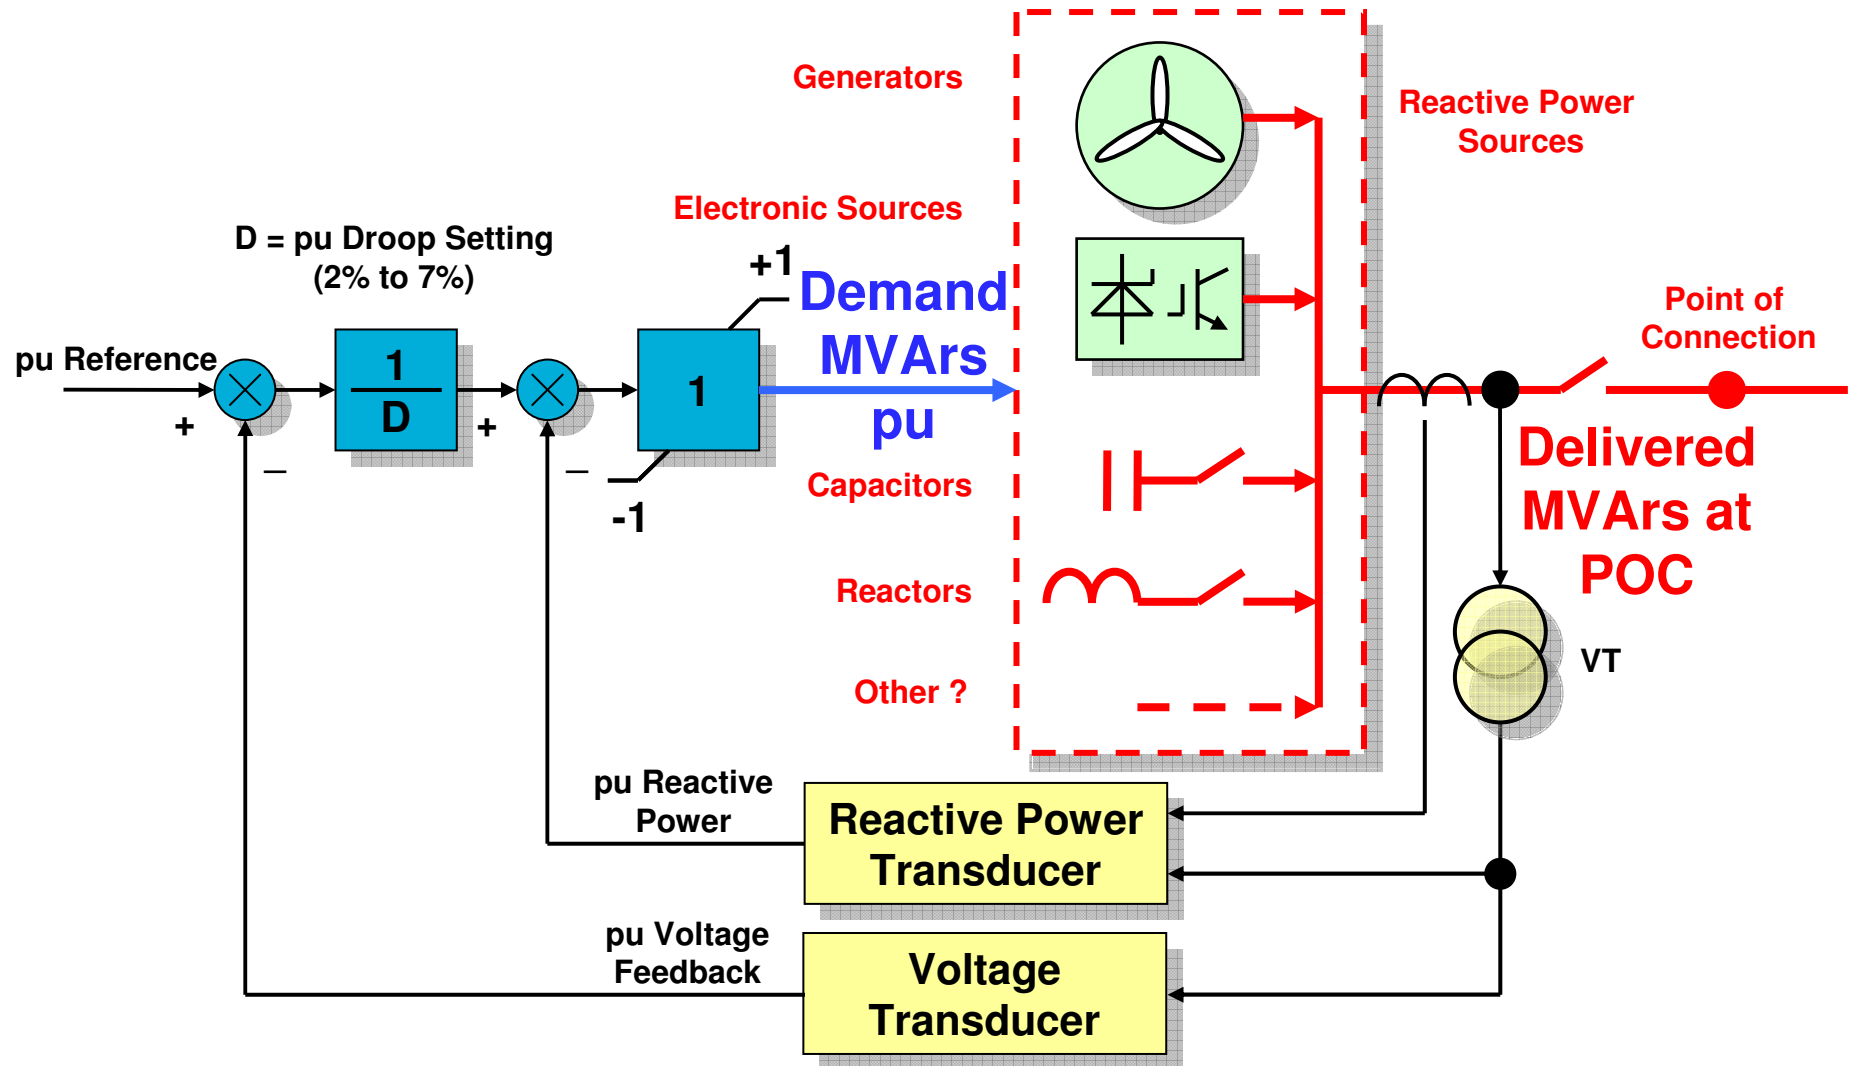 Generators
Reactive Power
Sources
Electronic Sources
D = pu Droop Setting
(2% to 7%)
+1
Demand
MVArs
pu
Point of
Connection
pu Reference
+
–
1
D
+
–
1
-1
Capacitors
Delivered
MVArs at
POC
Reactors
VT
Other ?
pu Reactive
Power
Reactive Power
Transducer
pu Voltage
Feedback
Voltage
Transducer